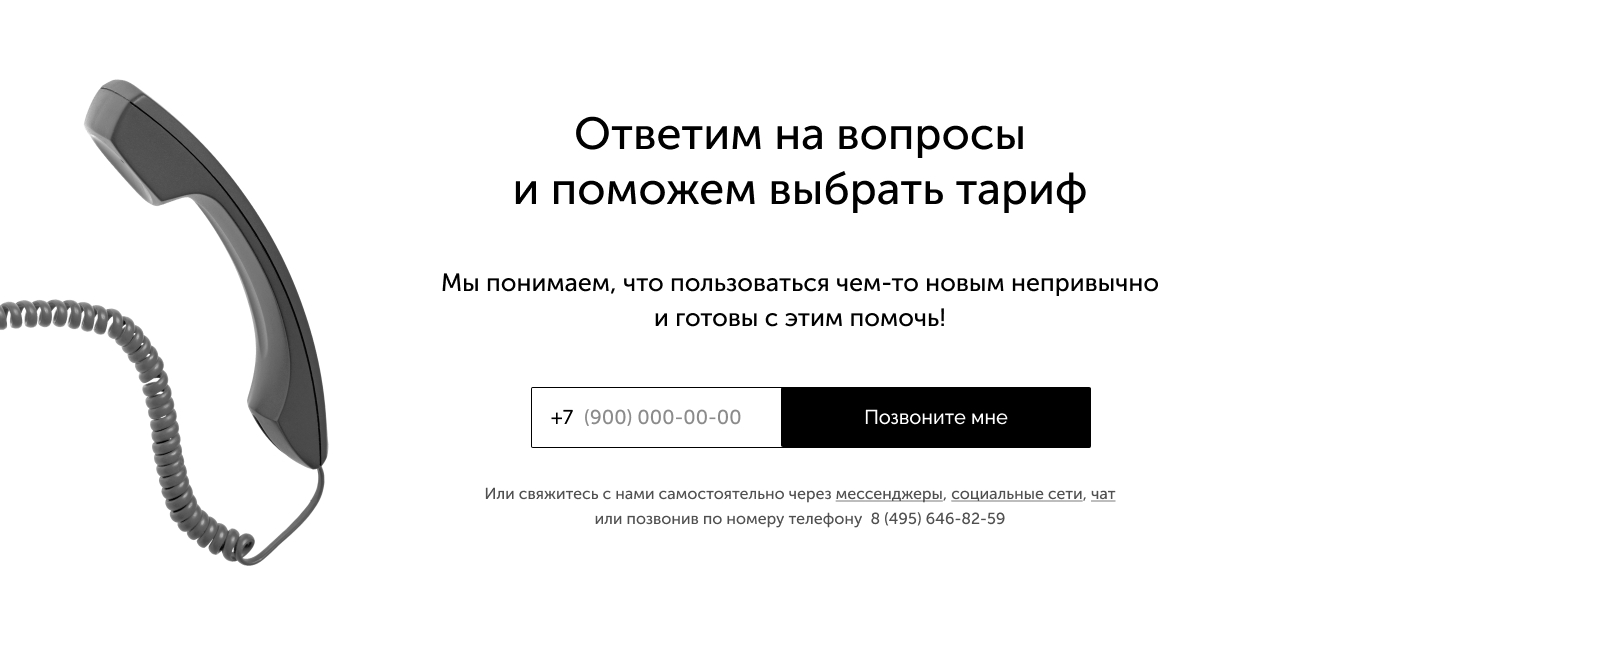 Ответим на вопросы
и поможем выбрать тариф
Мы понимаем, что пользоваться чем-то новым непривычно
и готовы с этим помочь!
+7 (900) 000-00-00
Позвоните мне
Или свяжитесь с нами самостоятельно через мессенджеры, социальные сети, чат
или позвонив по номеру телефону 8 (495) 646-82-59